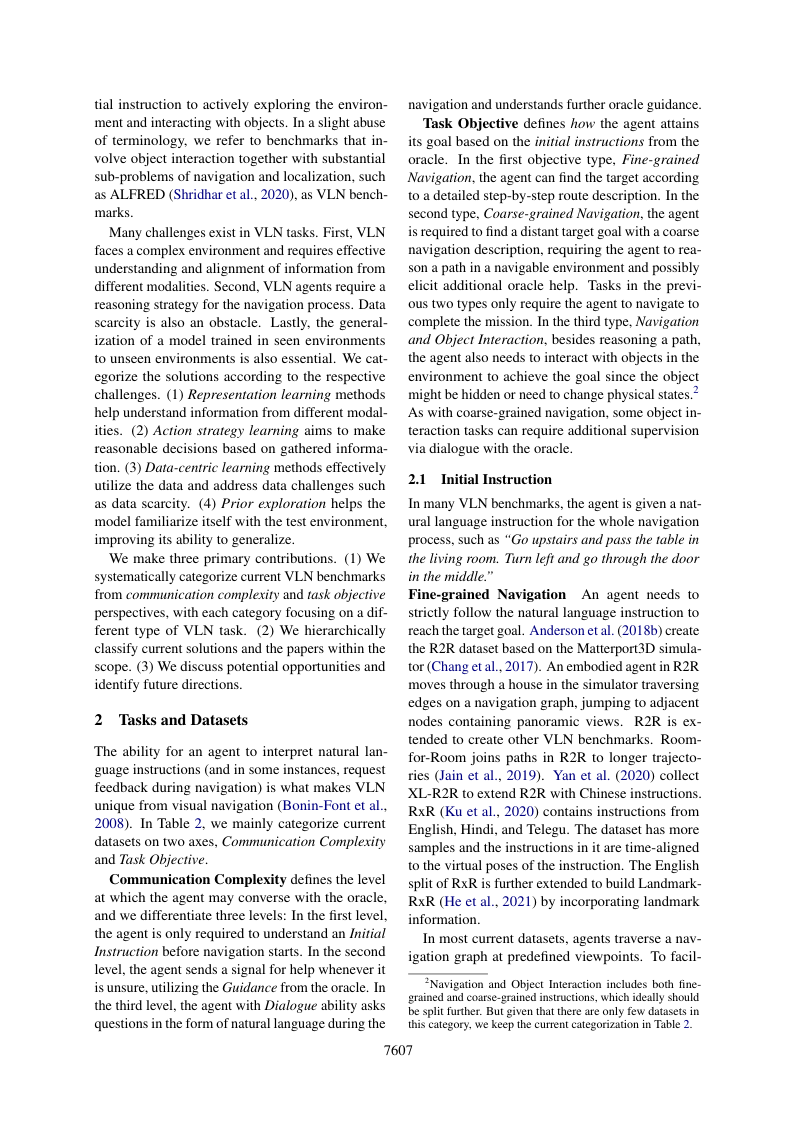 tial instruction to actively exploring the environ-
ment and interacting with objects. In a slight abuse
of terminology, we refer to benchmarks that in-
volve object interaction together with substantial
sub-problems of navigation and localization, such
as ALFRED (Shridhar et al., 2020), as VLN bench-
marks.
Many challenges exist in VLN tasks. First, VLN
faces a complex environment and requires effective
understanding and alignment of information from
different modalities. Second, VLN agents require a
reasoning strategy for the navigation process. Data
scarcity is also an obstacle. Lastly, the general-
ization of a model trained in seen environments
to unseen environments is also essential. We cat-
egorize the solutions according to the respective
challenges. (1) Representation learning methods
help understand information from different modal-
ities. (2) Action strategy learning aims to make
reasonable decisions based on gathered informa-
tion. (3) Data-centric learning methods effectively
utilize the data and address data challenges such
as data scarcity. (4) Prior exploration helps the
model familiarize itself with the test environment,
improving its ability to generalize.
We make three primary contributions. (1) We
systematically categorize current VLN benchmarks
from communication complexity and task objective
perspectives, with each category focusing on a dif-
ferent type of VLN task. (2) We hierarchically
classify current solutions and the papers within the
scope. (3) We discuss potential opportunities and
identify future directions.
2 Tasks and Datasets
The ability for an agent to interpret natural lan-
guage instructions (and in some instances, request
feedback during navigation) is what makes VLN
unique from visual navigation (Bonin-Font et al.,
2008). In Table 2, we mainly categorize current
datasets on two axes, Communication Complexity
and Task Objective.
Communication Complexity defines the level
at which the agent may converse with the oracle,
and we differentiate three levels: In the first level,
the agent is only required to understand an Initial
Instruction before navigation starts. In the second
level, the agent sends a signal for help whenever it
is unsure, utilizing the Guidance from the oracle. In
the third level, the agent with Dialogue ability asks
questions in the form of natural language during the
navigation and understands further oracle guidance.
Task Objective defines how the agent attains
its goal based on the initial instructions from the
oracle. In the first objective type, Fine-grained
Navigation, the agent can find the target according
to a detailed step-by-step route description. In the
second type, Coarse-grained Navigation, the agent
is required to find a distant target goal with a coarse
navigation description, requiring the agent to rea-
son a path in a navigable environment and possibly
elicit additional oracle help. Tasks in the previ-
ous two types only require the agent to navigate to
complete the mission. In the third type, Navigation
and Object Interaction, besides reasoning a path,
the agent also needs to interact with objects in the
environment to achieve the goal since the object
might be hidden or need to change physical states.2
As with coarse-grained navigation, some object in-
teraction tasks can require additional supervision
via dialogue with the oracle.
2.1 Initial Instruction
In many VLN benchmarks, the agent is given a nat-
ural language instruction for the whole navigation
process, such as “Go upstairs and pass the table in
the living room. Turn left and go through the door
in the middle.”
Fine-grained Navigation An agent needs to
strictly follow the natural language instruction to
reach the target goal. Anderson et al. (2018b) create
the R2R dataset based on the Matterport3D simula-
tor (Chang et al., 2017). An embodied agent in R2R
moves through a house in the simulator traversing
edges on a navigation graph, jumping to adjacent
nodes containing panoramic views. R2R is ex-
tended to create other VLN benchmarks. Room-
for-Room joins paths in R2R to longer trajecto-
ries (Jain et al., 2019). Yan et al. (2020) collect
XL-R2R to extend R2R with Chinese instructions.
RxR (Ku et al., 2020) contains instructions from
English, Hindi, and Telegu. The dataset has more
samples and the instructions in it are time-aligned
to the virtual poses of the instruction. The English
split of RxR is further extended to build Landmark-
RxR (He et al., 2021) by incorporating landmark
information.
In most current datasets, agents traverse a nav-
igation graph at predefined viewpoints. To facil-
2Navigation and Object Interaction includes both fine-
grained and coarse-grained instructions, which ideally should
be split further. But given that there are only few datasets in
this category, we keep the current categorization in Table 2.
7607